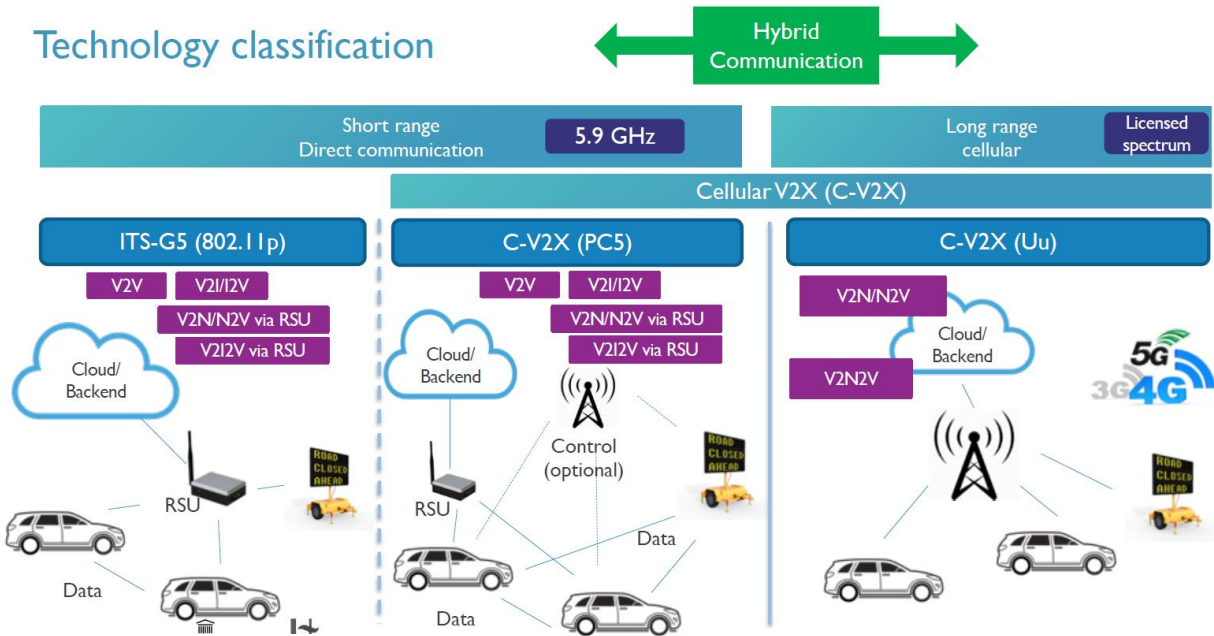 Technology classification
Hybrid
Communication
Short range
Direct communication
5.9 GHz
Long range
cellular
Licensed
spectrum
Cellular V2X (C-V2X)
ITS-G5 (802.11p)
V2V
V2I/I2V
V2N/N2V via RSU
V2I2V via RSU
Cloud/
Backend
RSU
ROAD
CLOSED
AHEAD
Data
C-V2X (PC5)
V2V
V2I/I2V
V2N/N2V via RSU
V2I2V via RSU
Cloud/
Backend
Control
(optional)
RSU
ROAD
CLOSED
AHEAD
Data
Data
C-V2X (Uu)
V2N/N2V
Cloud/
Backend
V2N2V
5G
3G 4G
ROAD
CLOSED
AHEAD